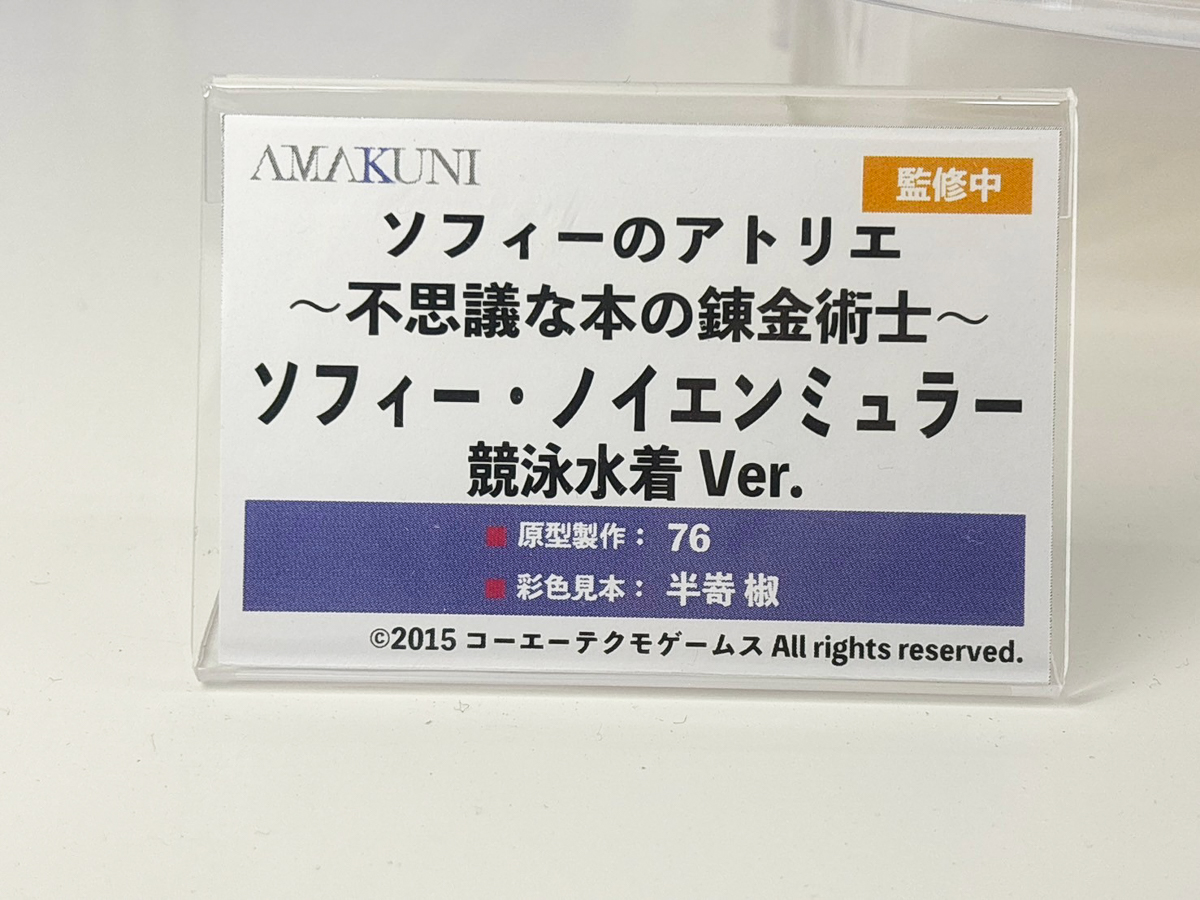 AMAKUNI
監修中
ソフィーのアトリエ
～不思議な本の錬金術士～
ソフィー・ノイエンミュラー
競泳水着 Ver.
■ 原型製作： 76
■ 彩色見本： 半嵜 椒
©2015 コーエーテクモゲームス All rights reserved.